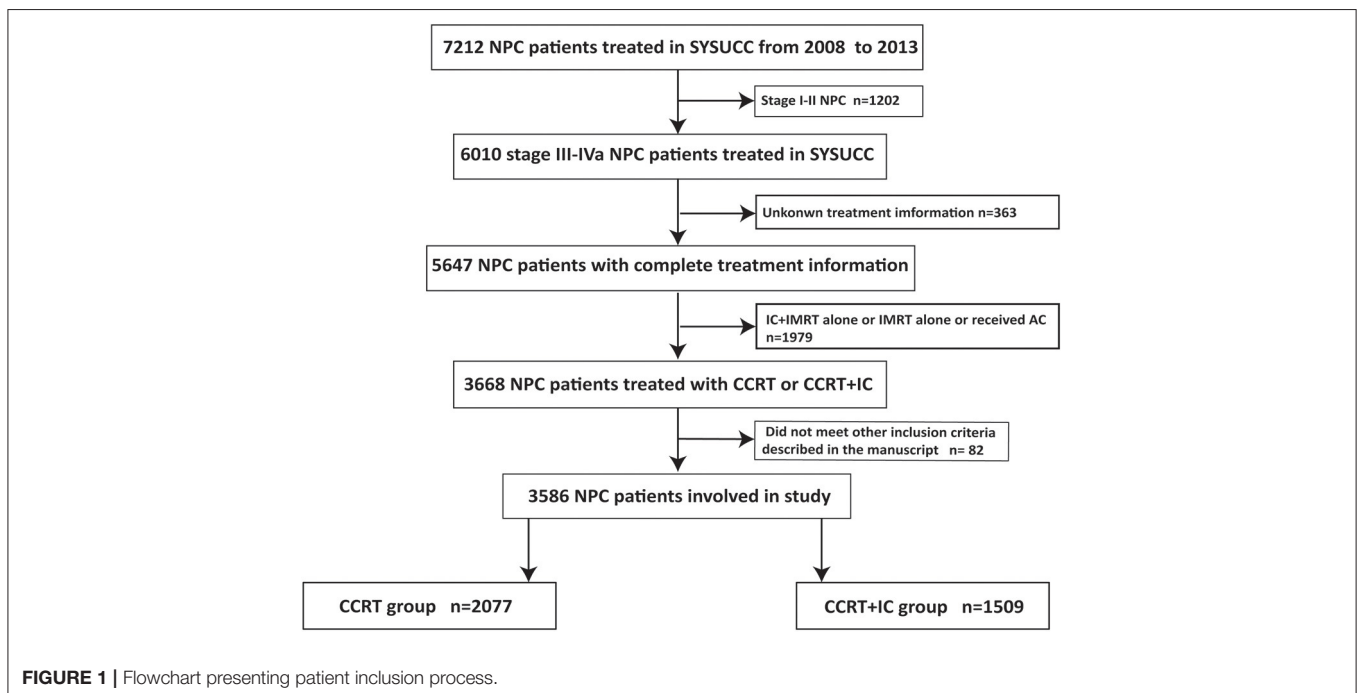 7212 NPC patients treated in SYSUCC from 2008 to 2013
Stage I-II NPC n=1202
6010 stage III-IVa NPC patients treated in SYSUCC
Unkonwn treatment imformation n=363
5647 NPC patients with complete treatment information
IC+IMRT alone or IMRT alone or received AC
n=1979
3668 NPC patients treated with CCRT or CCRT+IC
Did not meet other inclusion criteria
described in the manuscript n= 82
3586 NPC patients involved in study
CCRT group n=2077
CCRT+IC group n=1509
FIGURE 1 | Flowchart presenting patient inclusion process.